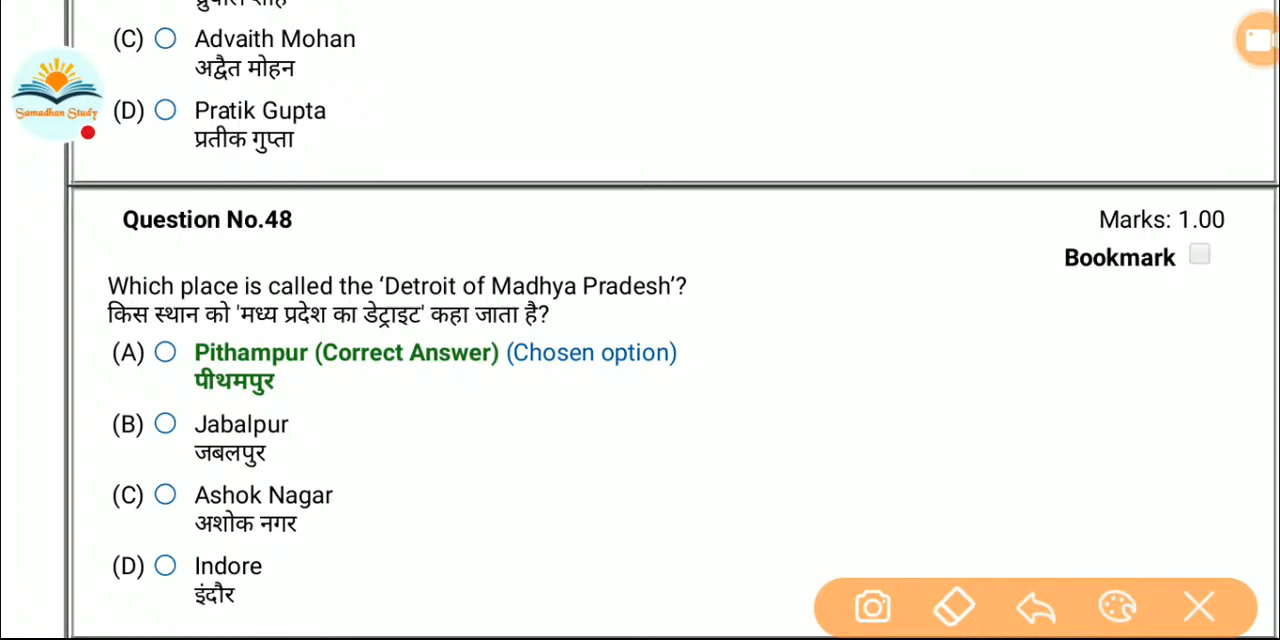 (C) Advaith Mohan
अद्वैत मोहन
Samadhan Study
(D) Pratik Gupta
प्रतीक गुप्ता
Question No.48 Marks: 1.00
Bookmark
Which place is called the ‘Detroit of Madhya Pradesh’?
किस स्थान को 'मध्य प्रदेश का डेट्राइट' कहा जाता है?
(A) Pithampur (Correct Answer) (Chosen option)
पीथमपुर
(B) Jabalpur
जबलपुर
(C) Ashok Nagar
अशोक नगर
(D) Indore
इंदौर